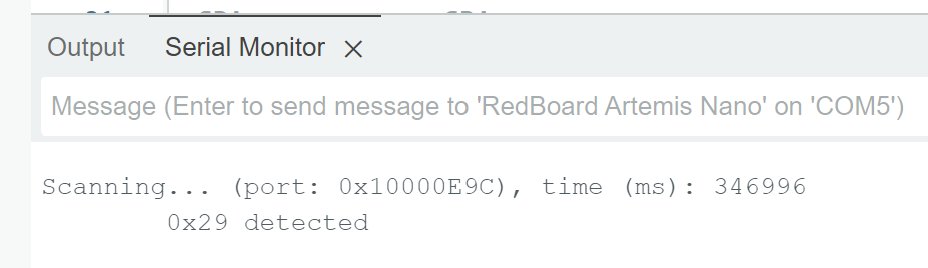 Output Serial Monitor
Message (Enter to send message to 'RedBoard Artemis Nano' on 'COM5')
Scanning... (port: 0x10000E9C), time (ms): 346996
0x29 detected